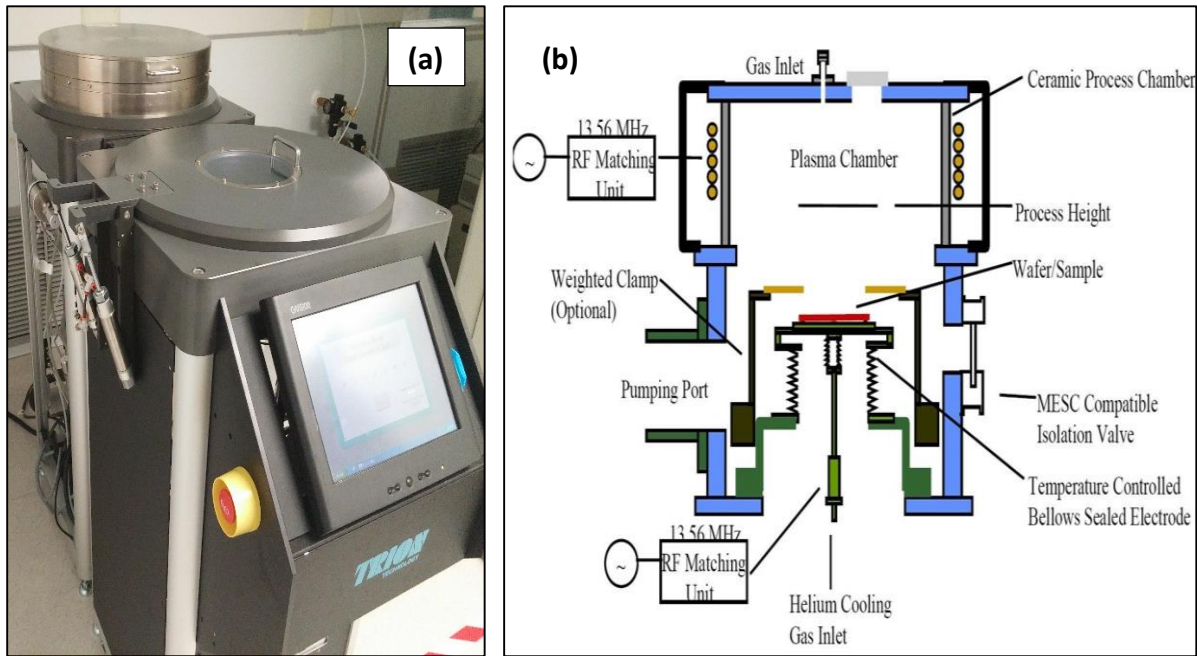 (a)
TRION
TECHNOLOGY
(b)
Gas Inlet
Ceramic Process Chamber
13.56 MHz
RF Matching
Unit
~
Plasma Chamber
Process Height
Wafer/Sample
Weighted Clamp
(Optional)
Pumping Port
MESC Compatible
Isolation Valve
Temperature Controlled
Bellows Sealed Electrode
13.56 MHz
RF Matching
Unit
~
Helium Cooling
Gas Inlet